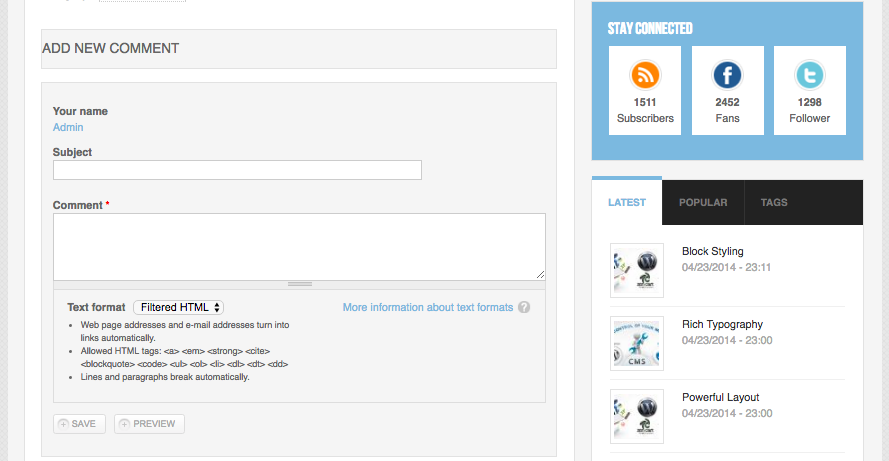 ADD NEW COMMENT
Your name
Admin
Subject
Comment *
Text format Filtered HTML
More information about text formats ?
Web page addresses and e-mail addresses turn into
links automatically.
Allowed HTML tags: <a> <em> <strong> <cite>
<blockquote> <code> <ul> <ol> <li> <dl> <dt> <dd>
Lines and paragraphs break automatically.
SAVE PREVIEW
STAY CONNECTED
1511 2452 1298
Subscribers Fans Follower
LATEST POPULAR TAGS
Block Styling
04/23/2014 - 23:11
Rich Typography
04/23/2014 - 23:00
CMS
Powerful Layout
04/23/2014 - 23:00